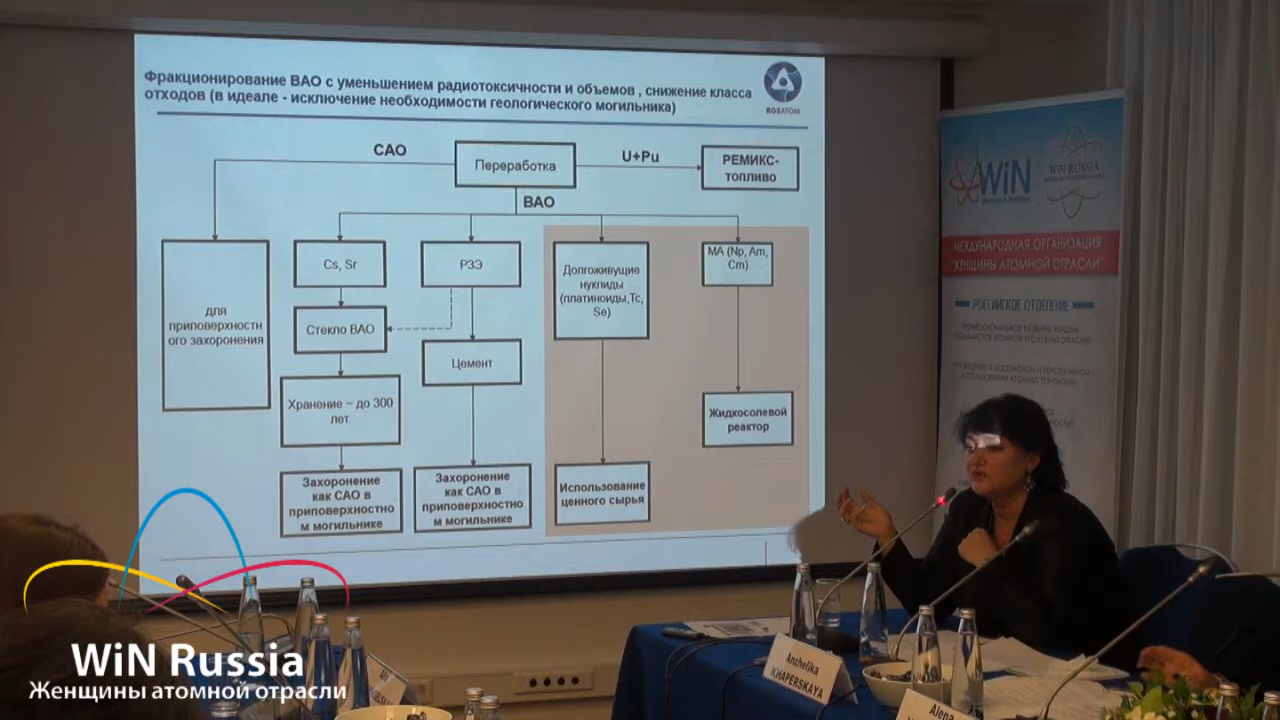 Фракционирование ВАО с уменьшением радиотоксичности и объемов , снижение класса
отходов (в идеале - исключение необходимости геологического могильника)
ROSATOM
САО
Переработка
U+Pu
РЕМИКС-
топливо
ВАО
для
приповерхностн
ого захоронения
Cs, Sr
Стекло ВАО
Хранение ~ до 300
лет.
Захоронение
как САО в
приповерхностно
м могильнике
РЗЭ
Цемент
Захоронение
как САО в
приповерхностно
м могильнике
Долгоживущие
нуклиды
(платиноиды,Tc,
Se)
Использование
ценного сырья
МА (Np, Am,
Cm)
Жидкосолевой
реактор
WiN
WiN RUSSIA
МЕЖДУНАРОДНАЯ ОРГАНИЗАЦИЯ
"ЖЕНЩИНЫ АТОМНОЙ ОТРАСЛИ"
РОССИЙСКОЕ ОТДЕЛЕНИЕ
Anzhelika
KHAPERSKAYA
Alena
WiN Russia
Женщины атомной отрасли